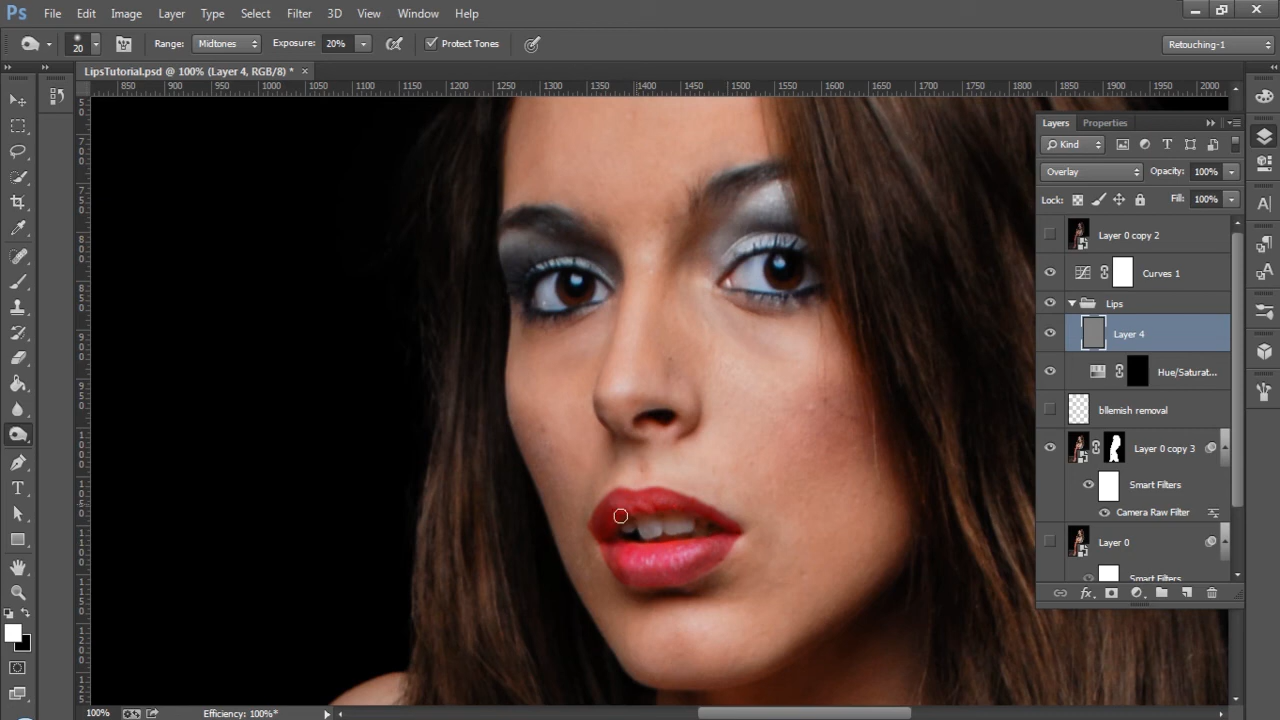 Ps File Edit Image Layer Type Select Filter 3D View Window Help
20 Range: Midtones Exposure: 20% Protect Tones Retouching-1
LipsTutorial.psd @ 100% (Layer 4, RGB/8) * ×
850 900 950 1000 1050 1100 1150 1200 1250 1300 1350 1400 1450 1500 1550 1600 1650 1700 1750 1800 1850 1900 1950 2000
Layers Properties
Kind
Overlay Opacity: 100%
Lock: Fill: 100%
Layer 0 copy 2
Curves 1
Lips
Layer 4
Hue/Saturat...
bllemish removal
Layer 0 copy 3
Smart Filters
Camera Raw Filter
Layer 0
Smart Filters
100% Efficiency: 100%*